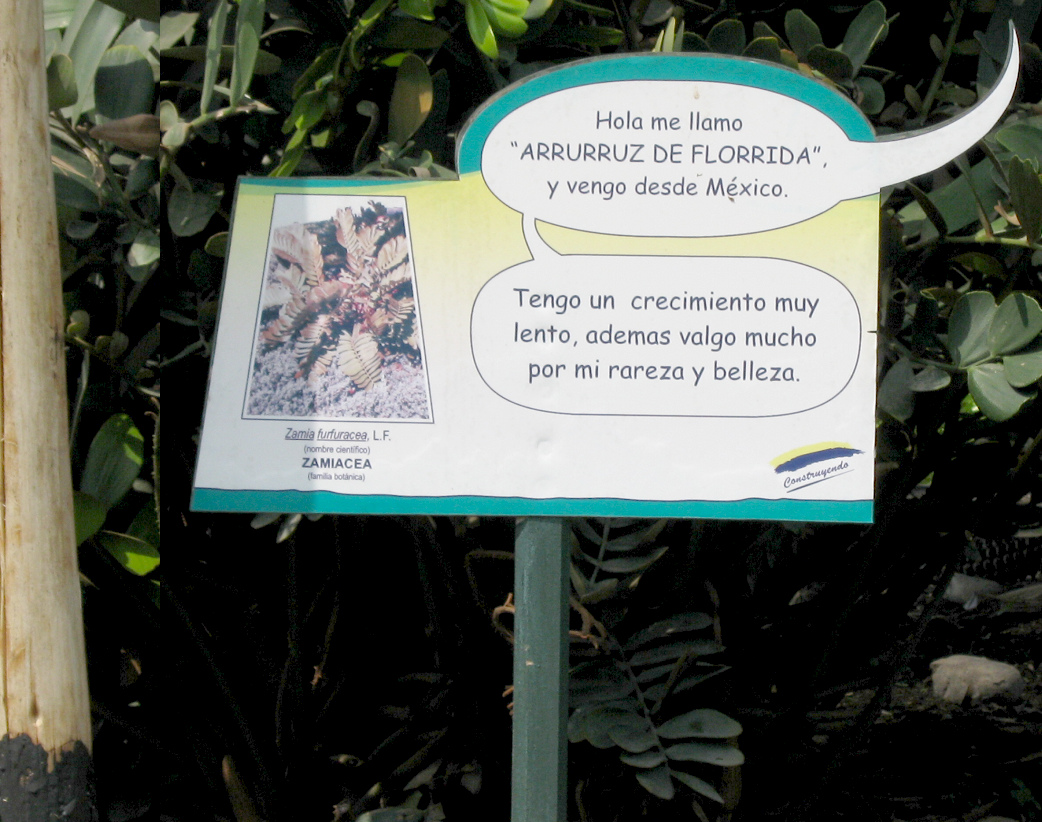 Hola me llamo
“ARRURRUZ DE FLORRIDA”,
y vengo desde México.
Tengo un crecimiento muy
lento, ademas valgo mucho
por mi rareza y belleza.
Zamia furfuracea, L.F.
(nombre científico)
ZAMIACEA
(familia botánica)
Construyendo